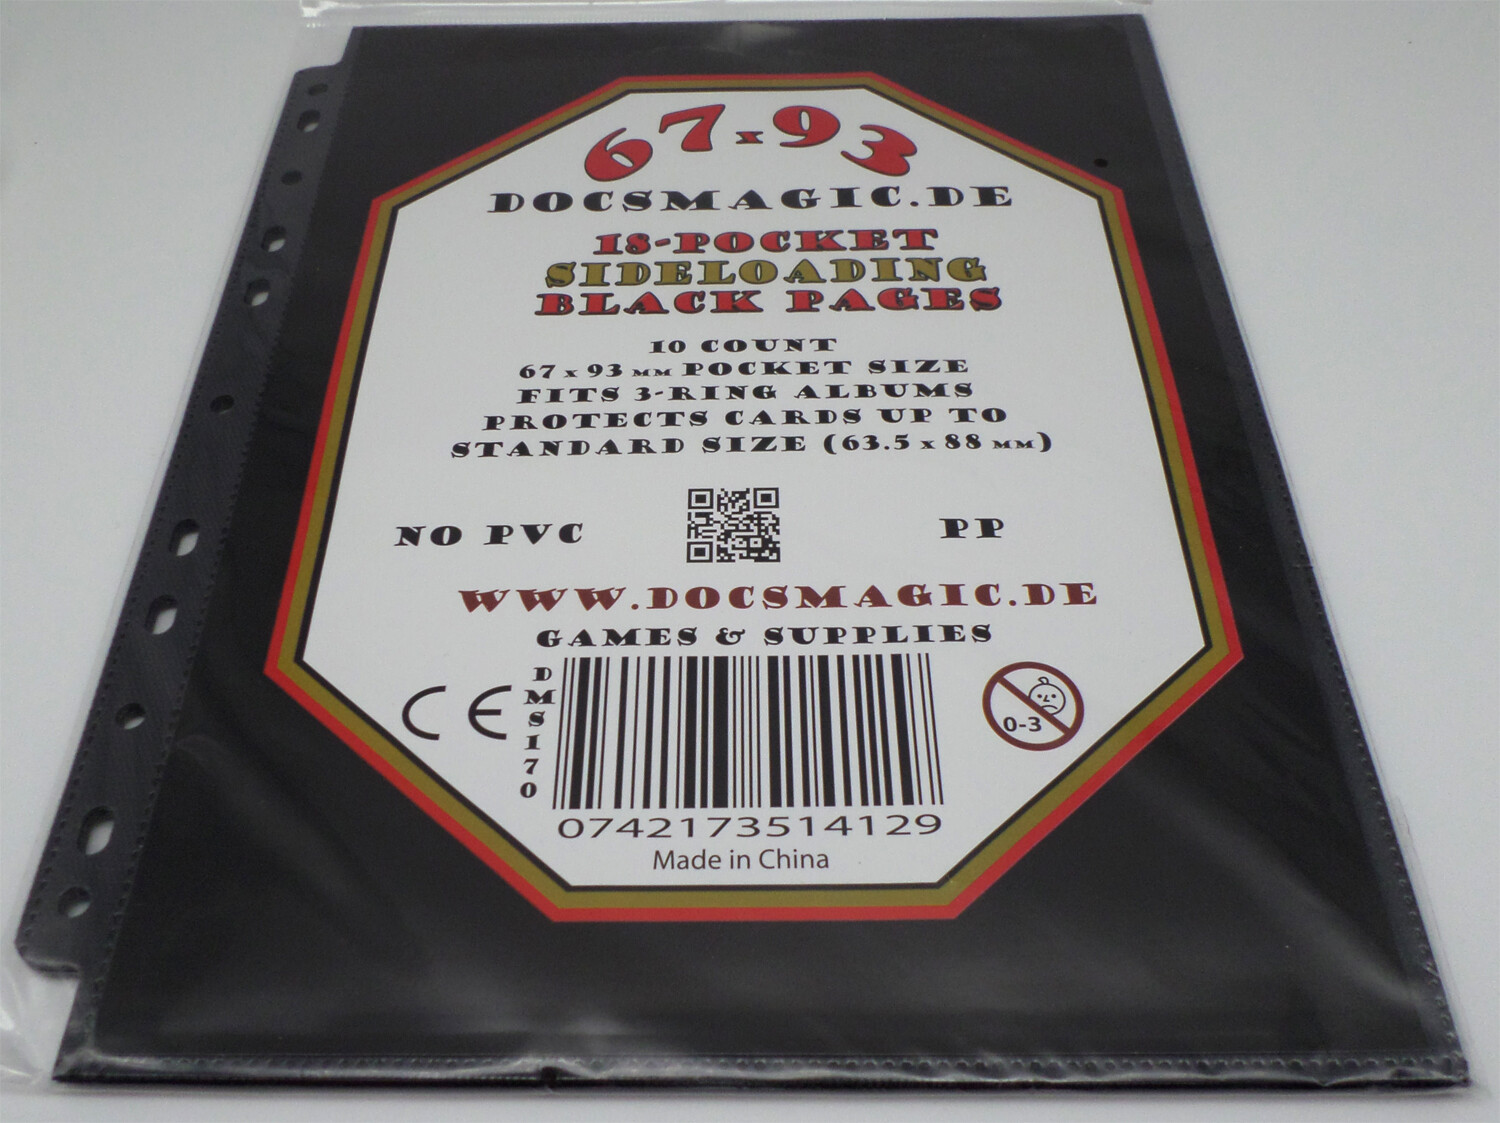 67 x 93
DOCSMAGIC.DE
18-POCKET
SIDELOADING
BLACK PAGES
10 COUNT
67 x 93 MM POCKET SIZE
FITS 3-RING ALBUMS
PROTECTS CARDS UP TO
STANDARD SIZE (63.5 x 88 MM)
NO PVC
PP
WWW.DOCSMAGIC.DE
GAMES & SUPPLIES
CE
DMS170
0-3
0742173514129
Made in China